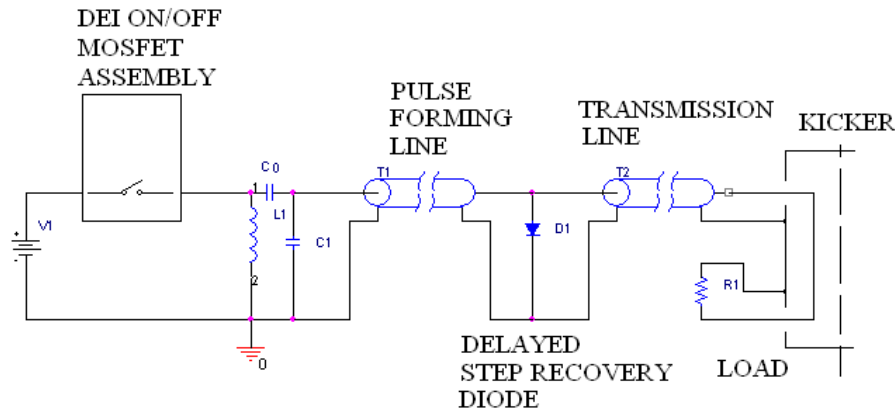 DEI ON/OFF
MOSFET
ASSEMBLY
PULSE
FORMING
LINE
TRANSMISSION
LINE
KICKER
C0
T1
T2
1
V1
L1
C1
D1
R1
2
0
DELAYED
STEP RECOVERY
DIODE
LOAD